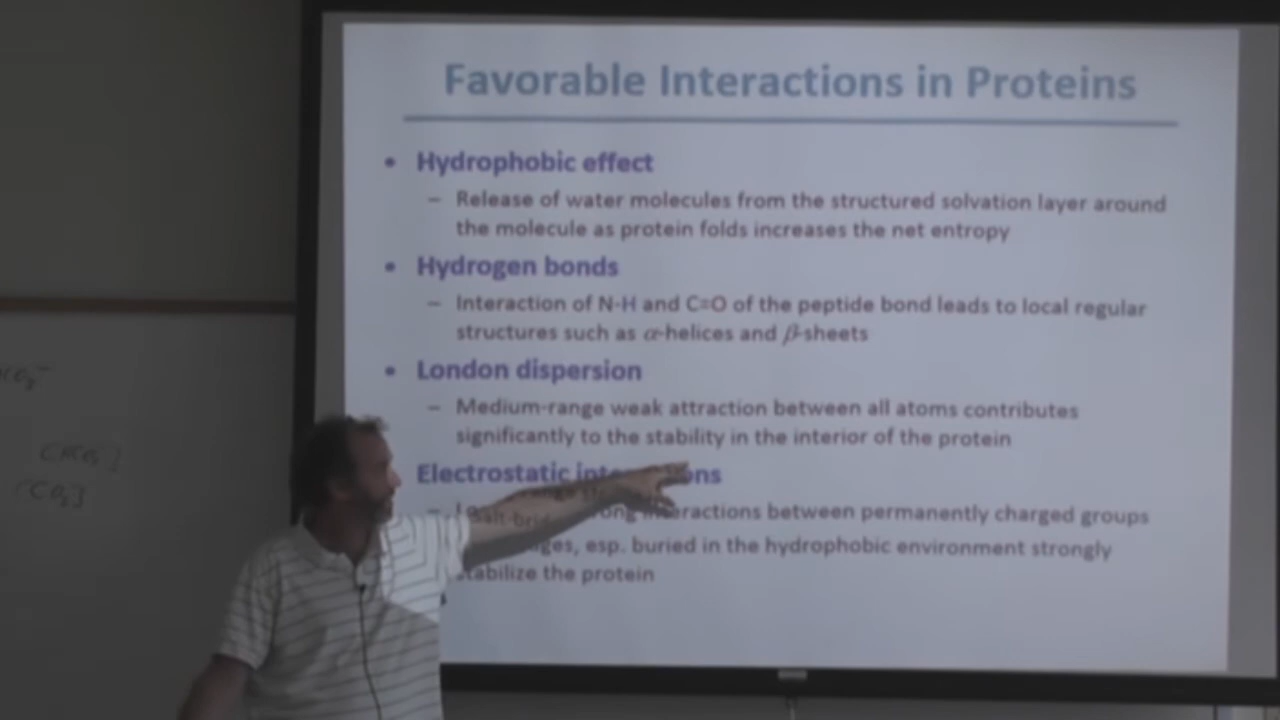 Favorable Interactions in Proteins
• Hydrophobic effect
– Release of water molecules from the structured solvation layer around
the molecule as protein folds increases the net entropy
• Hydrogen bonds
– Interaction of N-H and C=O of the peptide bond leads to local regular
structures such as α-helices and β-sheets
• London dispersion
– Medium-range weak attraction between all atoms contributes
significantly to the stability in the interior of the protein
Electrostatic
– interactions between permanently charged groups
esp. buried in the hydrophobic environment strongly
stabilize the protein